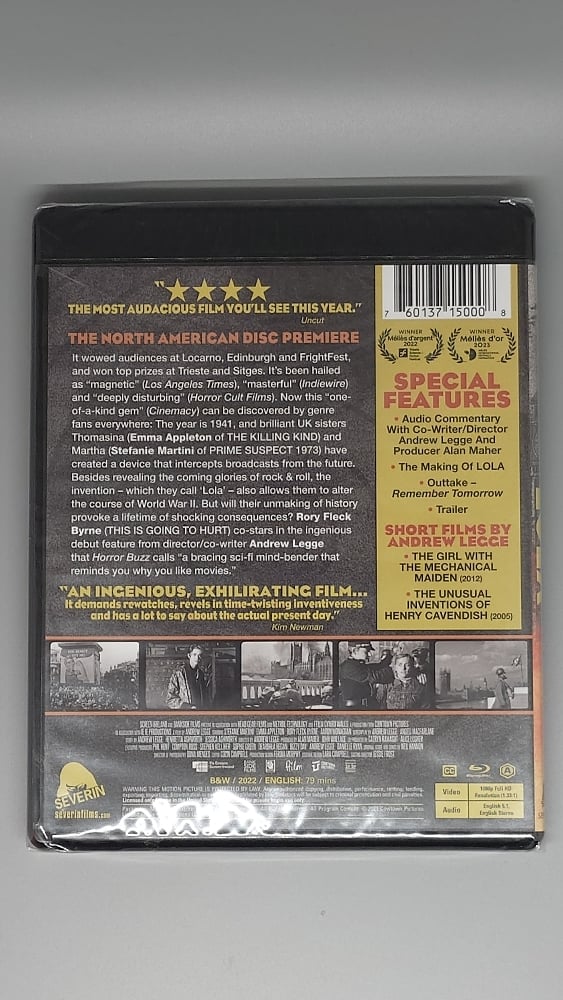 "★★★★
THE MOST AUDACIOUS FILM YOU'LL SEE THIS YEAR."
Uncut
THE NORTH AMERICAN DISC PREMIERE
It wowed audiences at Locarno, Edinburgh and FrightFest,
and won top prizes at Trieste and Sitges. It's been hailed
as "magnetic" (Los Angeles Times), "masterful" (Indiewire)
and "deeply disturbing" (Horror Cult Films). Now this "one-
of-a-kind gem" (Cinemacy) can be discovered by genre
fans everywhere: The year is 1941, and brilliant UK sisters
Thomasina (Emma Appleton of THE KILLING KIND) and
Martha (Stefanie Martini of PRIME SUSPECT 1973) have
created a device that intercepts broadcasts from the future.
Besides revealing the coming glories of rock & roll, the
invention – which they call 'Lola' – also allows them to alter
the course of World War II. But will their unmaking of history
provoke a lifetime of shocking consequences? Rory Fleck
Byrne (THIS IS GOING TO HURT) co-stars in the ingenious
debut feature from director/co-writer Andrew Legge
that Horror Buzz calls "a bracing sci-fi mind-bender that
reminds you why you like movies."
"AN INGENIOUS, EXHILIRATING FILM...
It demands rewatches, revels in time-twisting inventiveness
and has a lot to say about the actual present day."
Kim Newman
7 60137 15000 8
WINNER
Méliès d'argent
2022
WINNER
Méliès d'or
2023
SPECIAL
FEATURES
• Audio Commentary
With Co-Writer/Director
Andrew Legge And
Producer Alan Maher
• The Making Of LOLA
• Outtake –
Remember Tomorrow
• Trailer
SHORT FILMS BY
ANDREW LEGGE
• THE GIRL WITH
THE MECHANICAL
MAIDEN (2012)
• THE UNUSUAL
INVENTIONS OF
HENRY CAVENDISH (2005)
B&W / 2022 / ENGLISH: 79 mins
SEVERIN
severinfilms.com
CC Blu-ray A
Video 1080p Full HD
Resolution (1.33:1)
Audio English 5.1,
English Stereo